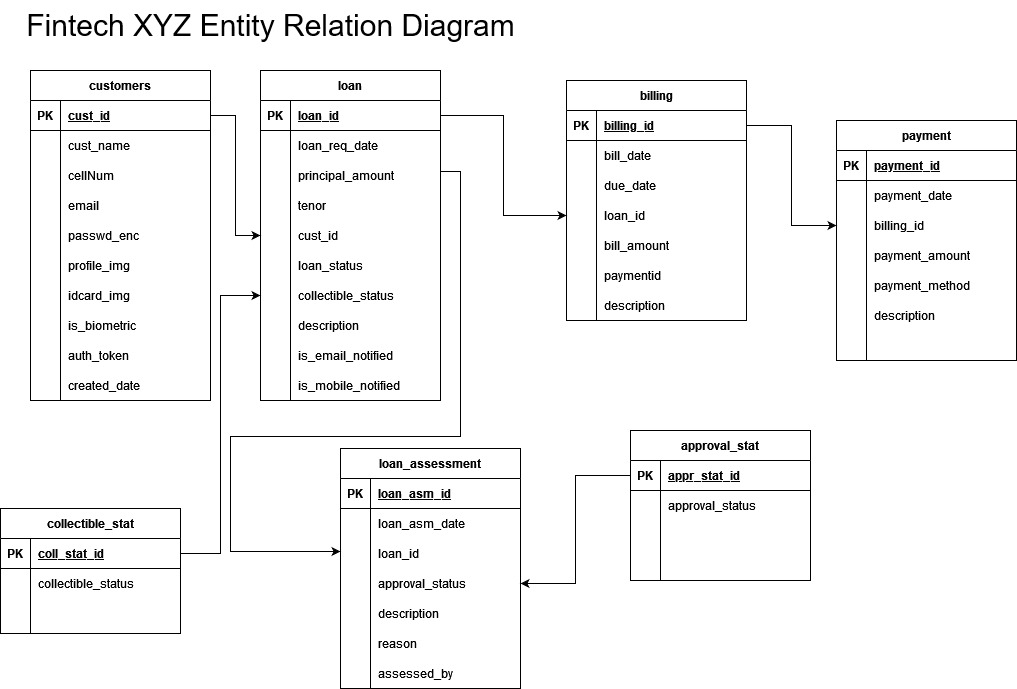 Fintech XYZ Entity Relation Diagram
customers
PK cust_id
cust_name
cellNum
email
passwd_enc
profile_img
idcard_img
is_biometric
auth_token
created_date
loan
PK loan_id
loan_req_date
principal_amount
tenor
cust_id
loan_status
collectible_status
description
is_email_notified
is_mobile_notified
billing
PK billing_id
bill_date
due_date
loan_id
bill_amount
paymentid
description
payment
PK payment_id
payment_date
billing_id
payment_amount
payment_method
description
collectible_stat
PK coll_stat_id
collectible_status
loan_assessment
PK loan_asm_id
loan_asm_date
loan_id
approval_status
description
reason
assessed_by
approval_stat
PK appr_stat_id
approval_status